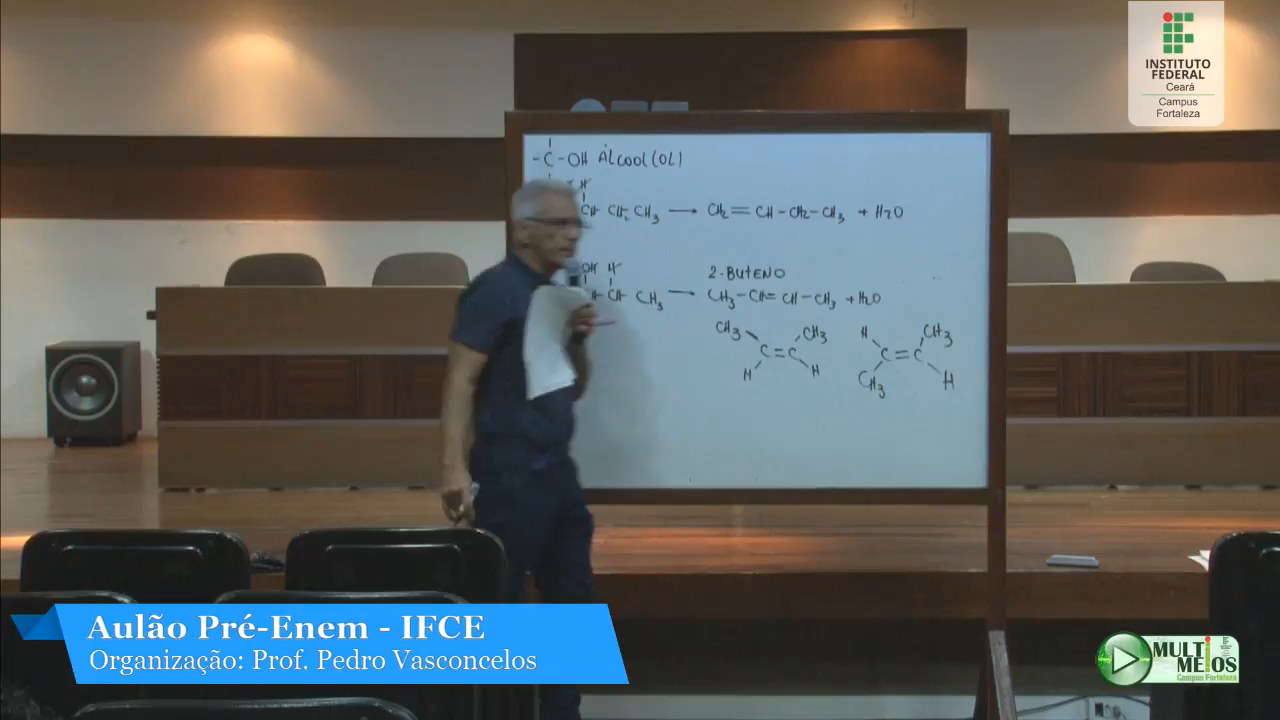 INSTITUTO
FEDERAL
Ceará
Campus
Fortaleza
-C-OH ÁLCOOL(OL)
H
CH CH₂ CH₃ → CH₂=CH-CH₂-CH₃ + H₂O
OH H
2-BUTENO
CH CH₃ → CH₃-CH=CH-CH₃ + H₂O
CH₃ CH₃ H CH₃
C=C C=C
H H CH₃ H
Aulão Pré-Enem - IFCE
Organização: Prof. Pedro Vasconcelos
MULTIMEIOS
Campus Fortaleza